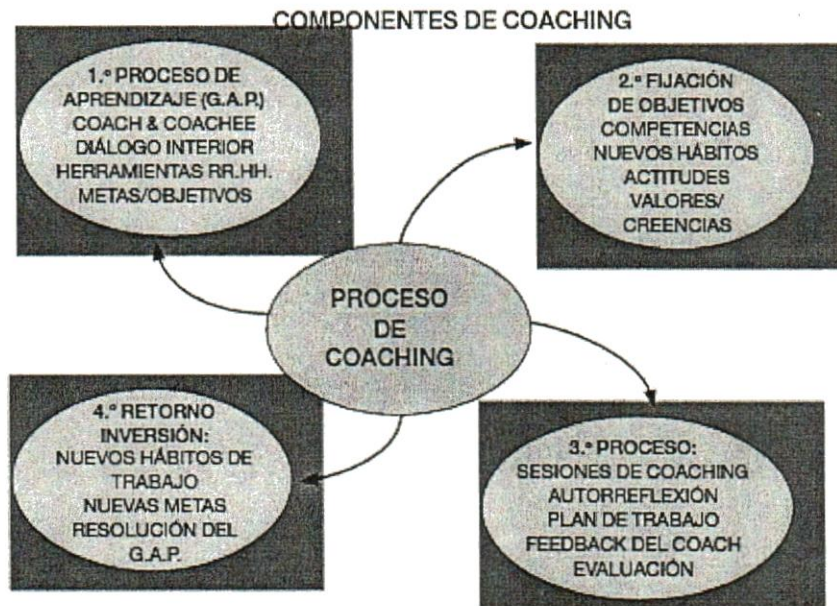 COMPONENTES DE COACHING
1.º PROCESO DE
APRENDIZAJE (G.A.P.)
COACH & COACHEE
DIÁLOGO INTERIOR
HERRAMIENTAS RR.HH.
METAS/OBJETIVOS
2.º FIJACIÓN
DE OBJETIVOS
COMPETENCIAS
NUEVOS HÁBITOS
ACTITUDES
VALORES/
CREENCIAS
PROCESO
DE
COACHING
3.º PROCESO:
SESIONES DE COACHING
AUTORREFLEXIÓN
PLAN DE TRABAJO
FEEDBACK DEL COACH
EVALUACIÓN
4.º RETORNO
INVERSIÓN:
NUEVOS HÁBITOS DE
TRABAJO
NUEVAS METAS
RESOLUCIÓN DEL
G.A.P.